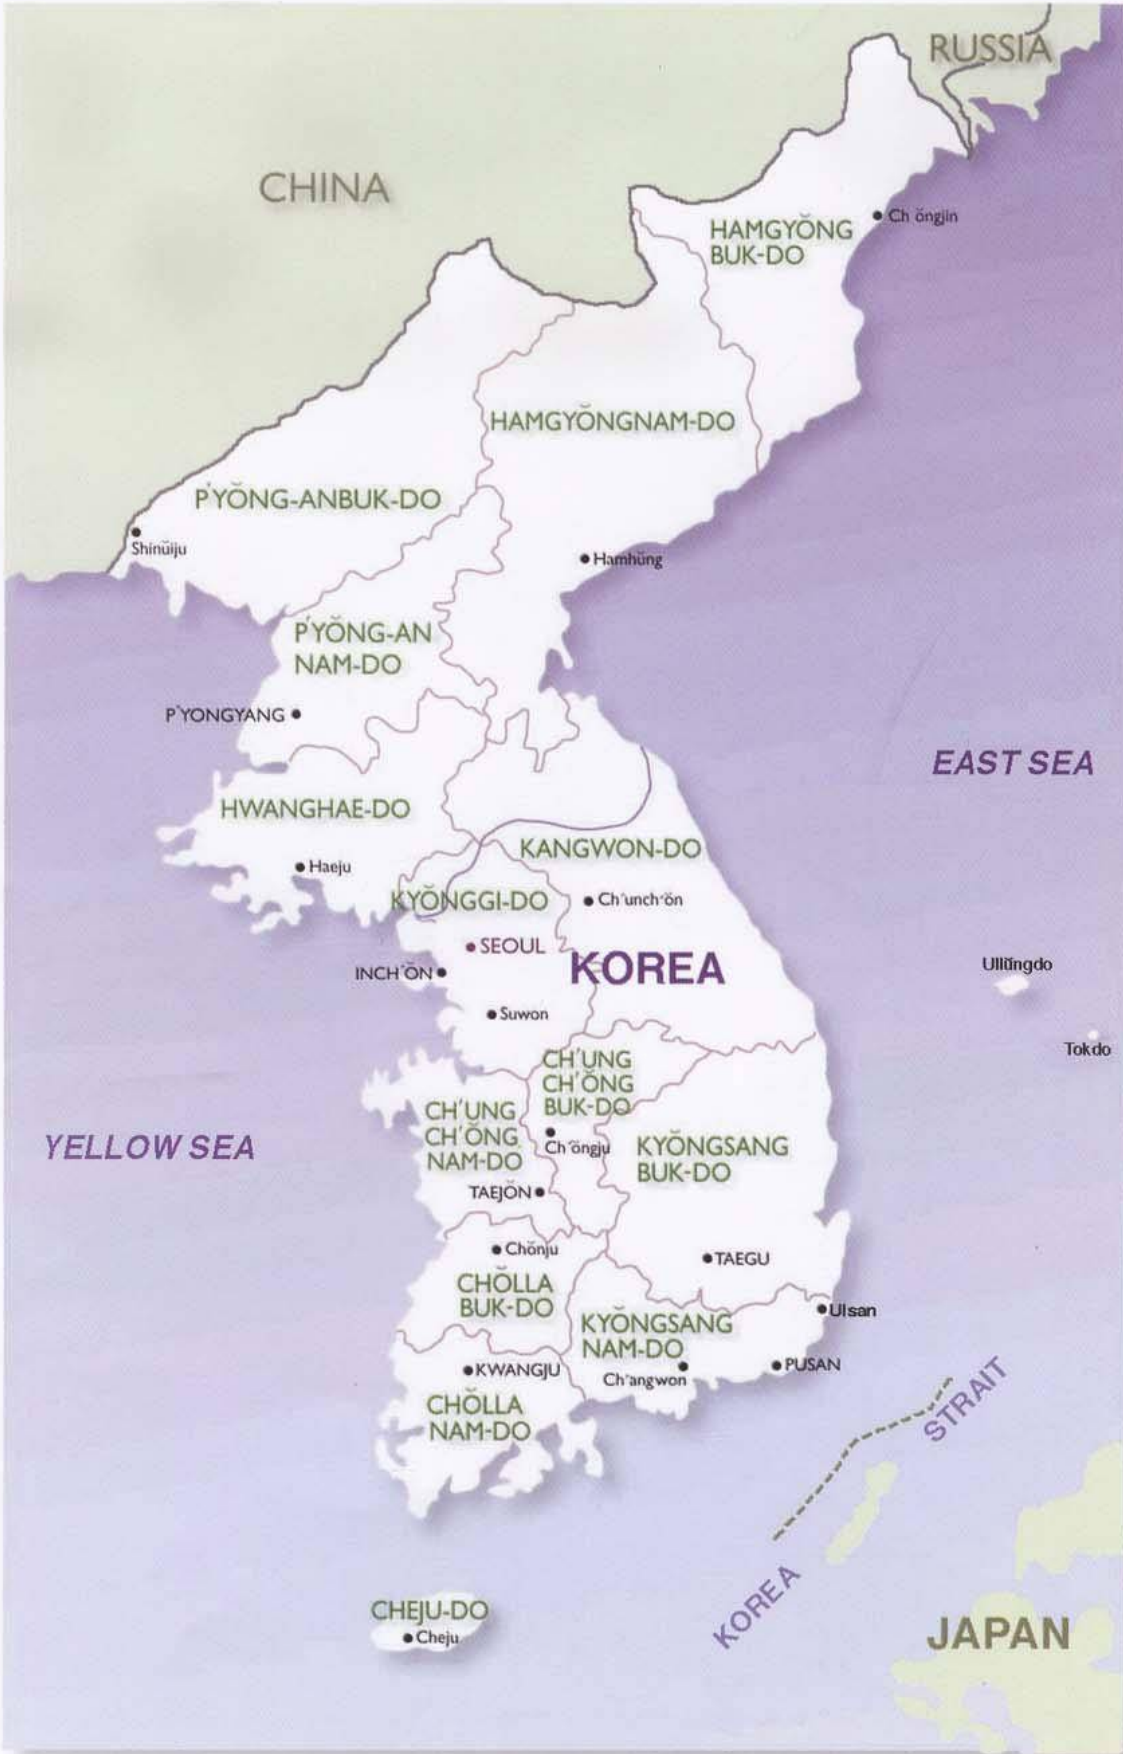 RUSSIA
CHINA
Ch ŏngjin
HAMGYŎNG
BUK-DO
HAMGYŎNGNAM-DO
P'YŎNG-ANBUK-DO
Shinŭiju
Hamhŭng
P'YŎNG-AN
NAM-DO
P'YONGYANG
EAST SEA
HWANGHAE-DO
KANGWON-DO
Haeju
KYŎNGGI-DO
Ch'unch'ŏn
SEOUL
KOREA
INCH'ŎN
Ullŭngdo
Suwon
Tokdo
CH'UNG
CH'ŎNG
BUK-DO
CH'UNG
CH'ŎNG
NAM-DO
YELLOW SEA
Ch'ŏngju
KYŎNGSANG
BUK-DO
TAEJŎN
Chŏnju
TAEGU
CHŎLLA
BUK-DO
Ulsan
KYŎNGSANG
NAM-DO
KWANGJU
PUSAN
Ch'angwon
CHŎLLA
NAM-DO
KOREA STRAIT
CHEJU-DO
Cheju
JAPAN